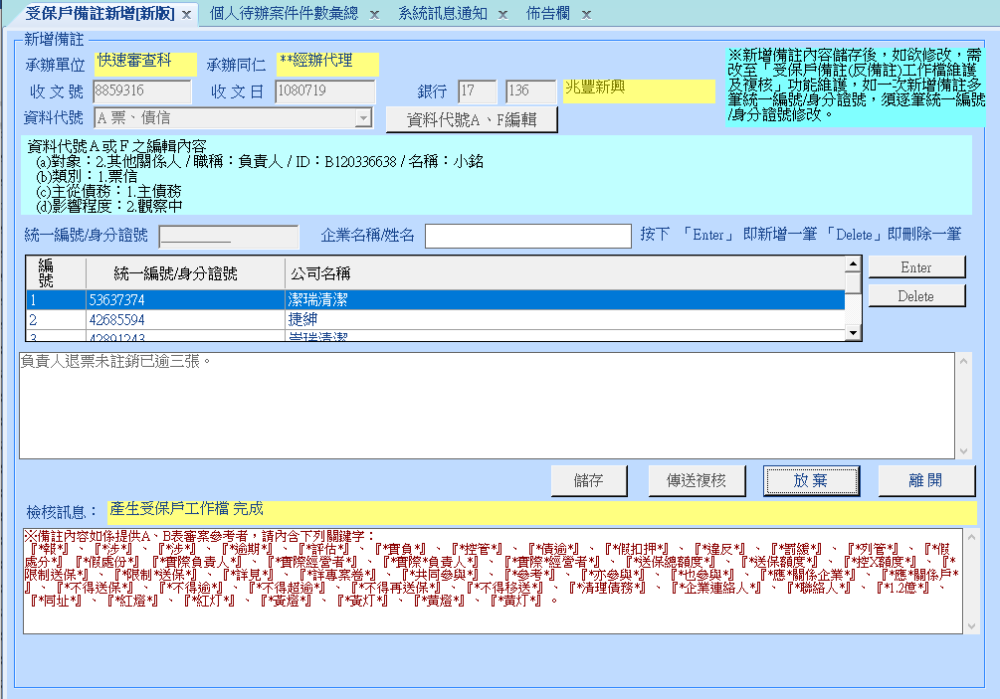 受保戶備註新增[新版] x 個人待辦案件件數彙總 x 系統訊息通知 x 佈告欄 x
新增備註
承辦單位 快速審查科 承辦同仁 **經辦代理
收 文 號 8859316 收 文 日 1080719 銀行 17 136 兆豐新興
資料代號 A 票、債信 資料代號A、F編輯
※新增備註內容儲存後，如欲修改，需
改至「受保戶備註(反備註)工作檔維護
及複核」功能維護，如一次新增備註多
筆統一編號/身分證號，須逐筆統一編號
/身分證號修改。
資料代號 A 或 F 之編輯內容
(a)對象：2.其他關係人 / 職稱：負責人 / ID：B120336638 / 名稱：小銘
(b)類別：1.票信
(c)主從債務：1.主債務
(d)影響程度：2.觀察中
統一編號/身分證號 __________ 企業名稱/姓名 按下 「Enter」 即新增一筆 「Delete」即刪除一筆
編號 統一編號/身分證號 公司名稱
1 53637374 潔瑞清潔
2 42685594 捷紳
3 42891243 崇瑞清潔
Enter
Delete
負責人退票未註銷已逾三張。
儲存 傳送複核 放 棄 離 開
檢核訊息： 產生受保戶工作檔 完成
※備註內容如係提供A、B表審案參考者，請內含下列關鍵字：
『*報*』、『*涉*』、『*涉*』、『*逾期*』、『*評估*』、『*實負*』、『*控管*』、『*債逾*』、『*假扣押*』、『*違反*』、『*罰緩*』、『*列管*』、『*假
處分*』『*假處份*』『*實際負責人*』、『*實際經營者*』、『*實際*負責人*』、『*實際*經營者*』、『*送保總額度*』、『*送保額度*』、『*控X額度*』、『*
限制送保*』、『*限制*送保*』、『*詳見*』、『*詳專案卷*』、『*共同參與*』、『*參考*』、『*亦參與*』、『*也參與*』、『*應*關係企業*』、『*應*關係戶*
』、『*不得送保*』、『*不得逾*』、『*不得超逾*』、『*不得再送保*』、『*不得移送*』、『*清理債務*』、『*企業連絡人*』、『*聯絡人*』、『*1.2億*』、
『*同址*』、『*紅燈*』、『*紅灯*』、『*黃燈*』、『*黃灯*』、『*黄燈*』、『*黄灯*』。